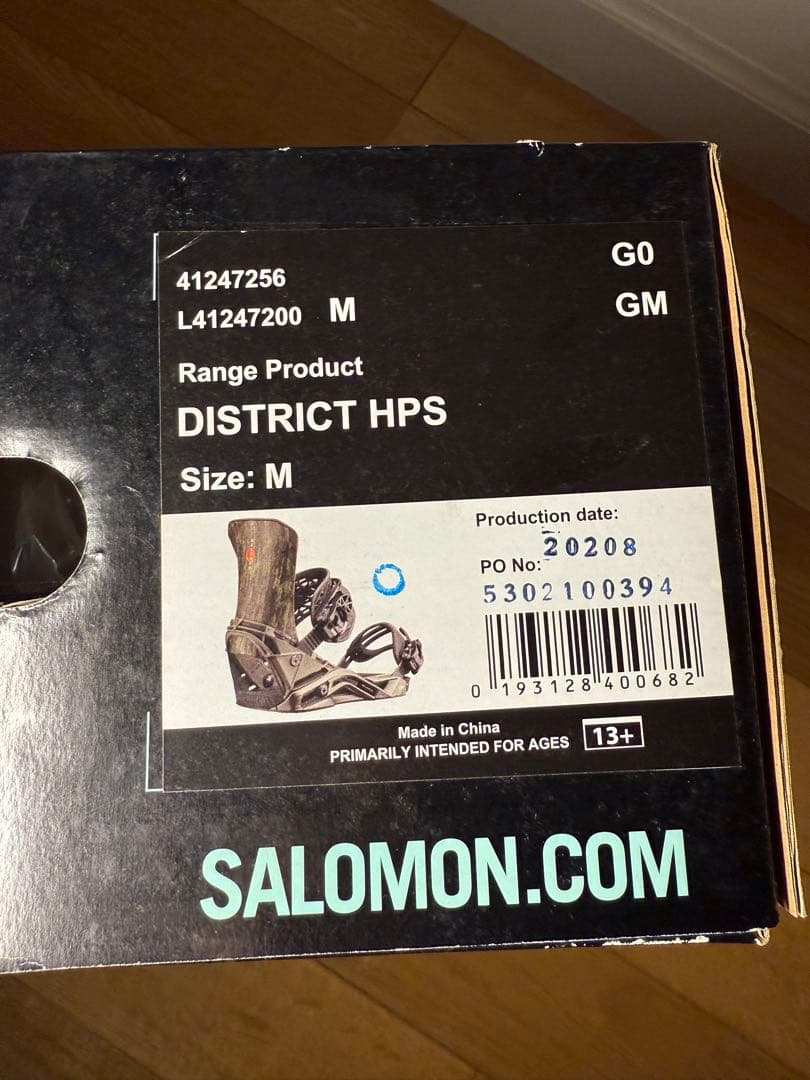 41247256
G0
L41247200 M
GM
Range Product
DISTRICT HPS
Size: M
Production date:
20208
PO No:
5302100394
0 193128 400682
Made in China
PRIMARILY INTENDED FOR AGES 13+
SALOMON.COM